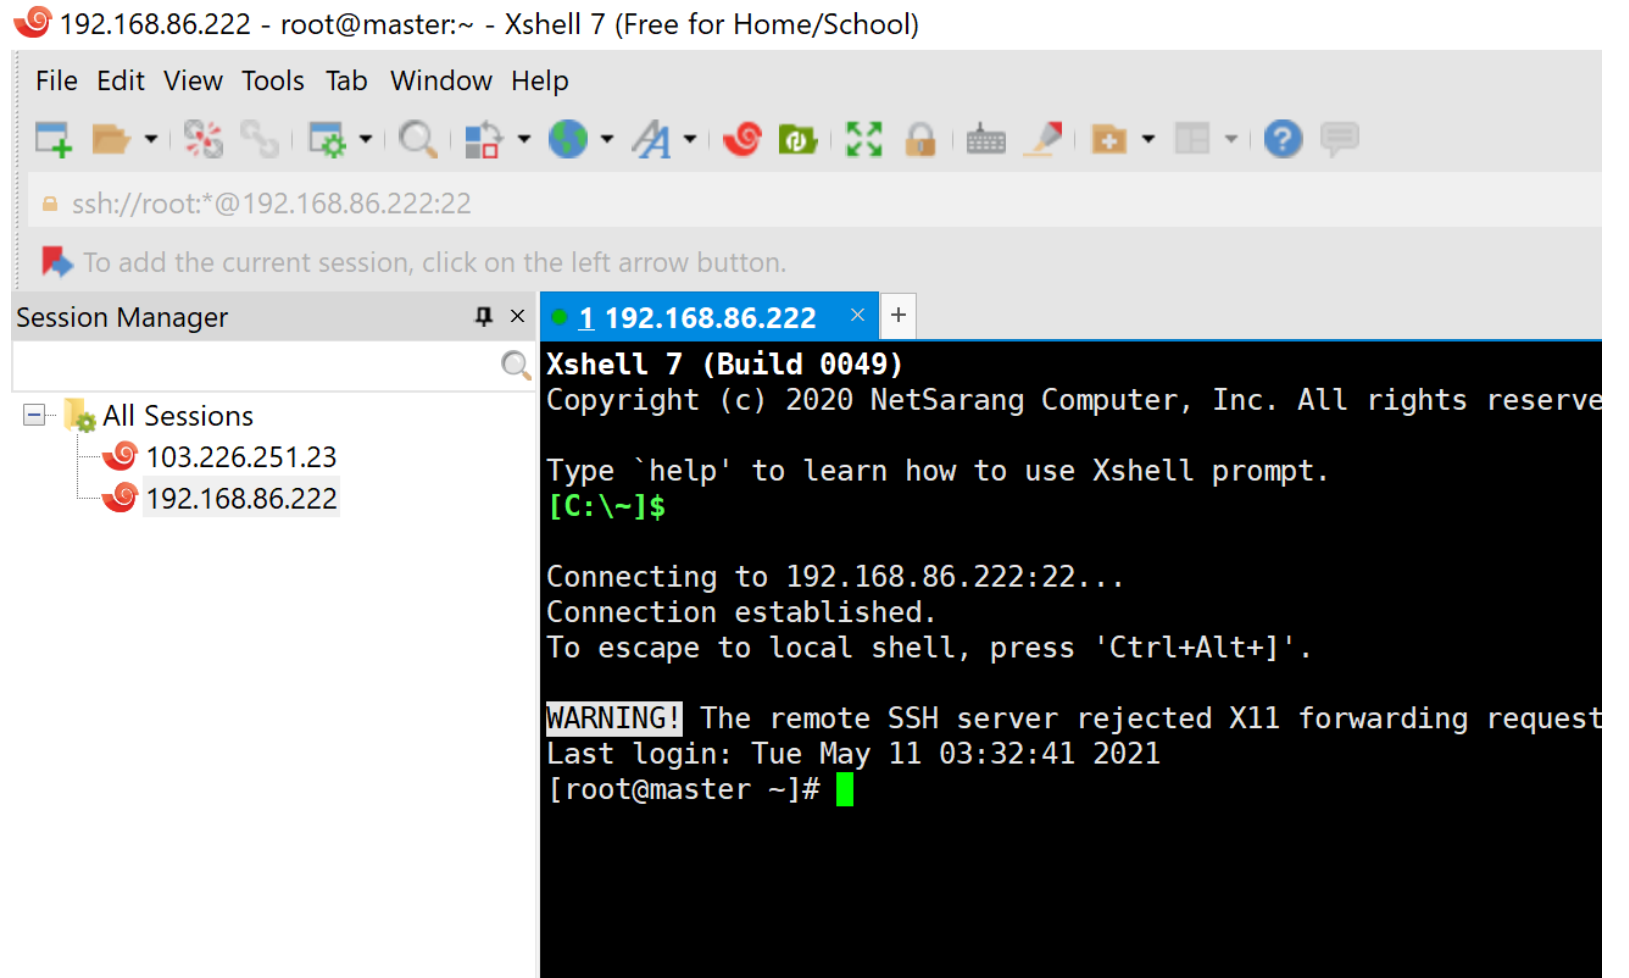 192.168.86.222 - root@master:~ - Xshell 7 (Free for Home/School)
File Edit View Tools Tab Window Help
ssh://root:*@192.168.86.222:22
To add the current session, click on the left arrow button.
Session Manager
1 192.168.86.222
All Sessions
103.226.251.23
192.168.86.222
Xshell 7 (Build 0049)
Copyright (c) 2020 NetSarang Computer, Inc. All rights reserve
Type `help' to learn how to use Xshell prompt.
[C:\~]$
Connecting to 192.168.86.222:22...
Connection established.
To escape to local shell, press 'Ctrl+Alt+]'.
WARNING! The remote SSH server rejected X11 forwarding request
Last login: Tue May 11 03:32:41 2021
[root@master ~]#